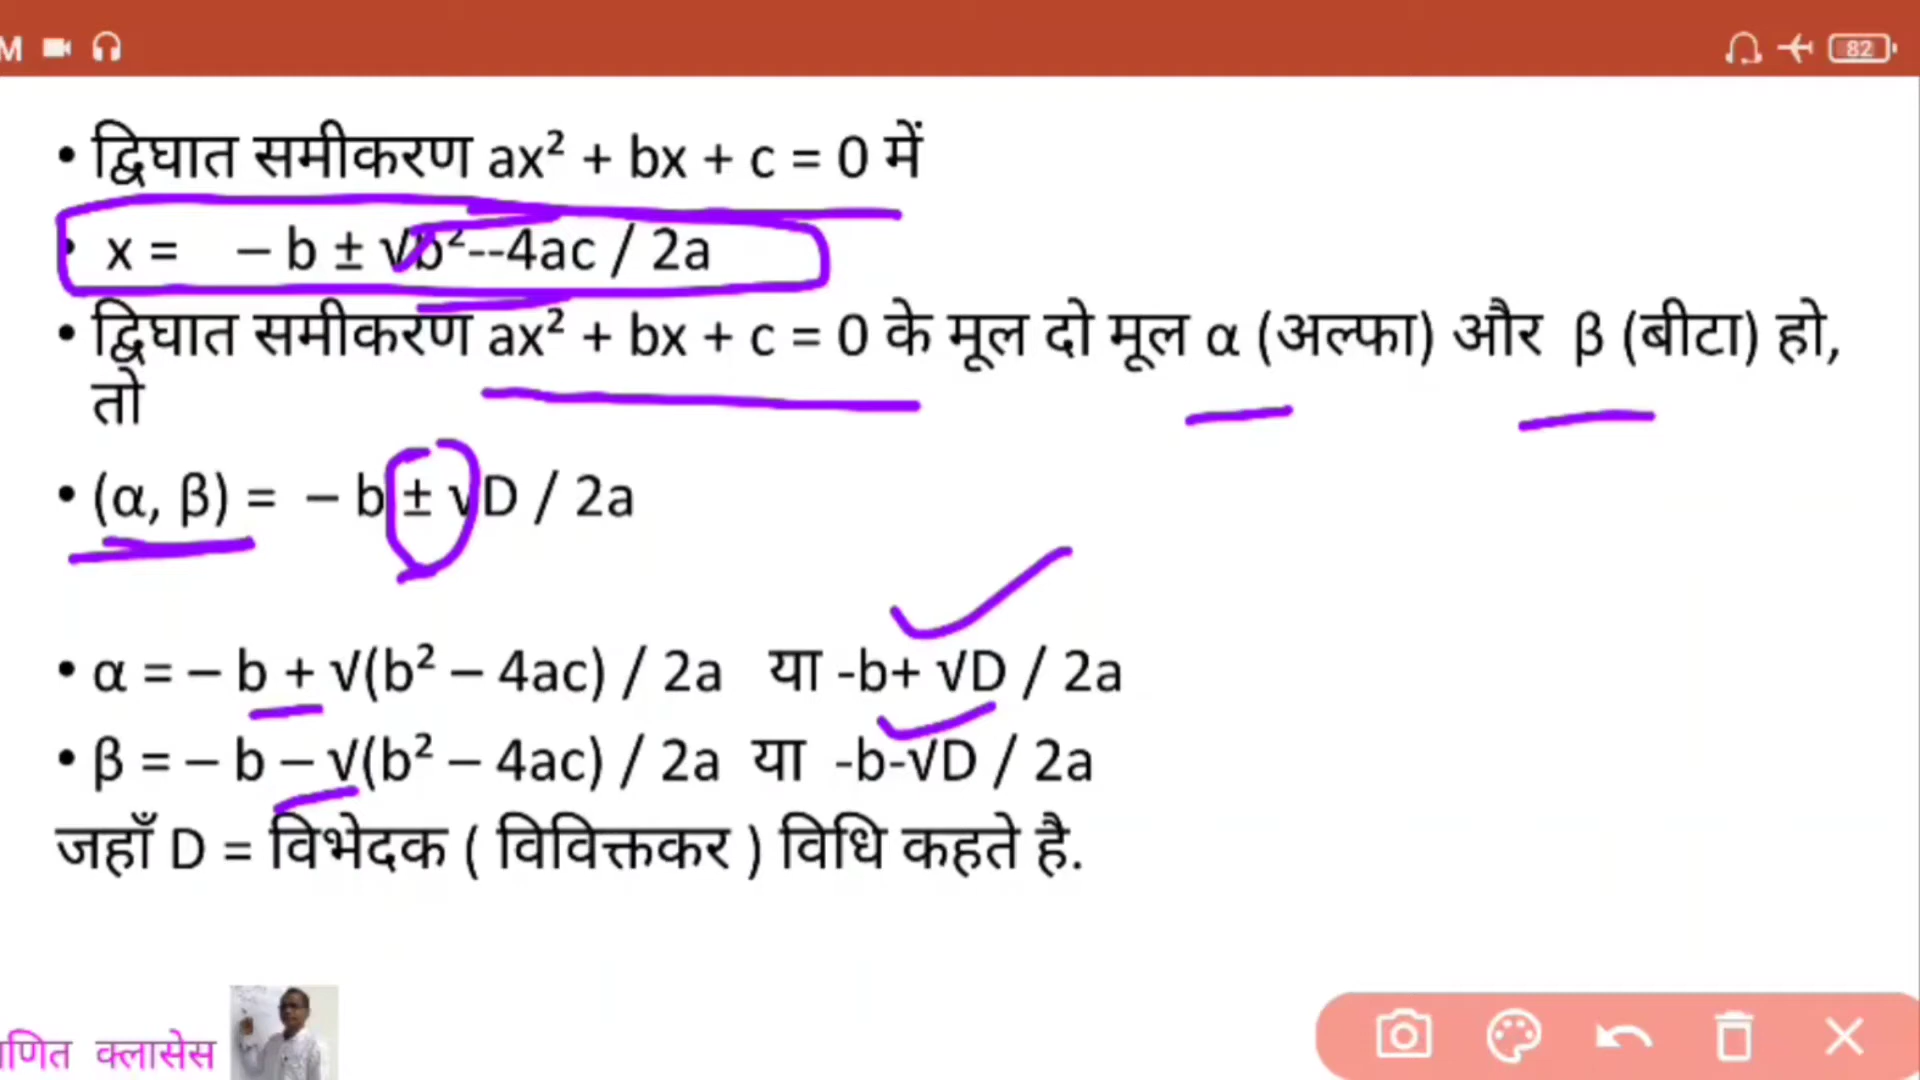 M
82
• द्विघात समीकरण ax² + bx + c = 0 में
• x = – b ± √b²--4ac / 2a
• द्विघात समीकरण ax² + bx + c = 0 के मूल दो मूल α (अल्फा) और β (बीटा) हो,
तो
• (α, β) = – b ± √D / 2a
• α = – b + √(b² – 4ac) / 2a या -b+ √D / 2a
• β = – b – √(b² – 4ac) / 2a या -b-√D / 2a
जहाँ D = विभेदक ( विविक्तकर ) विधि कहते है.
णित क्लासेस